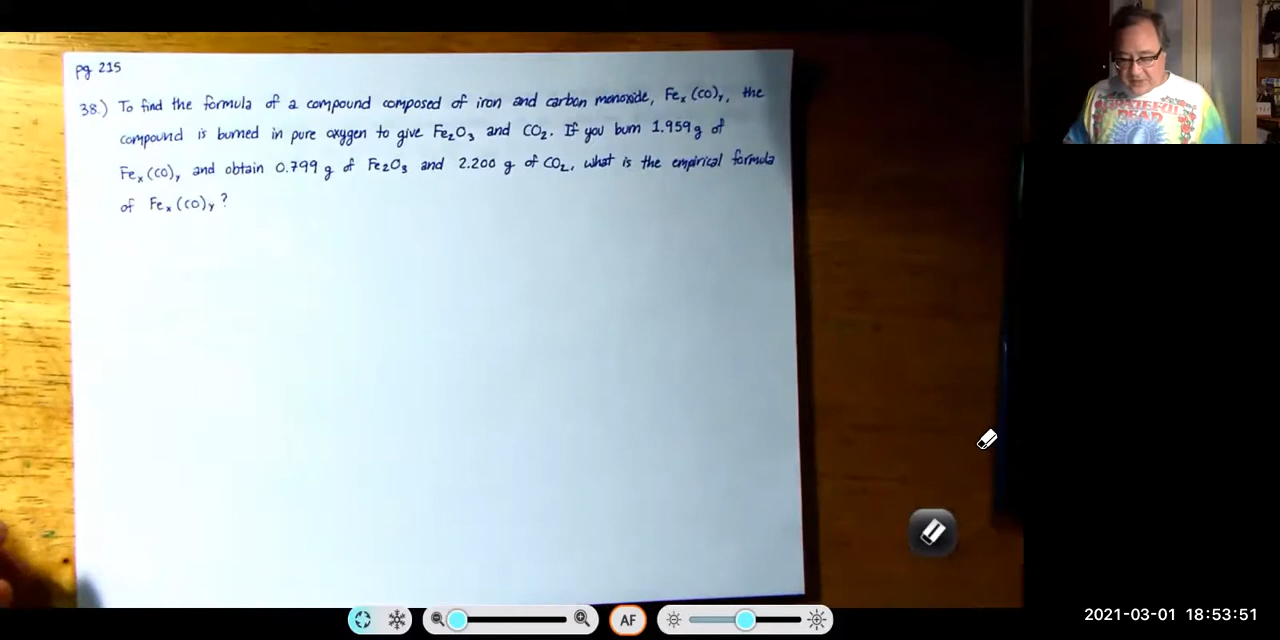 pg 215
38.) To find the formula of a compound composed of iron and carbon monoxide, Feₓ(CO)ᵧ, the
compound is burned in pure oxygen to give Fe₂O₃ and CO₂. If you burn 1.959 g of
Feₓ(CO)ᵧ and obtain 0.799 g of Fe₂O₃ and 2.200 g of CO₂, what is the empirical formula
of Feₓ(CO)ᵧ?
GRATEFUL
DEAD
AF
2021-03-01 18:53:51